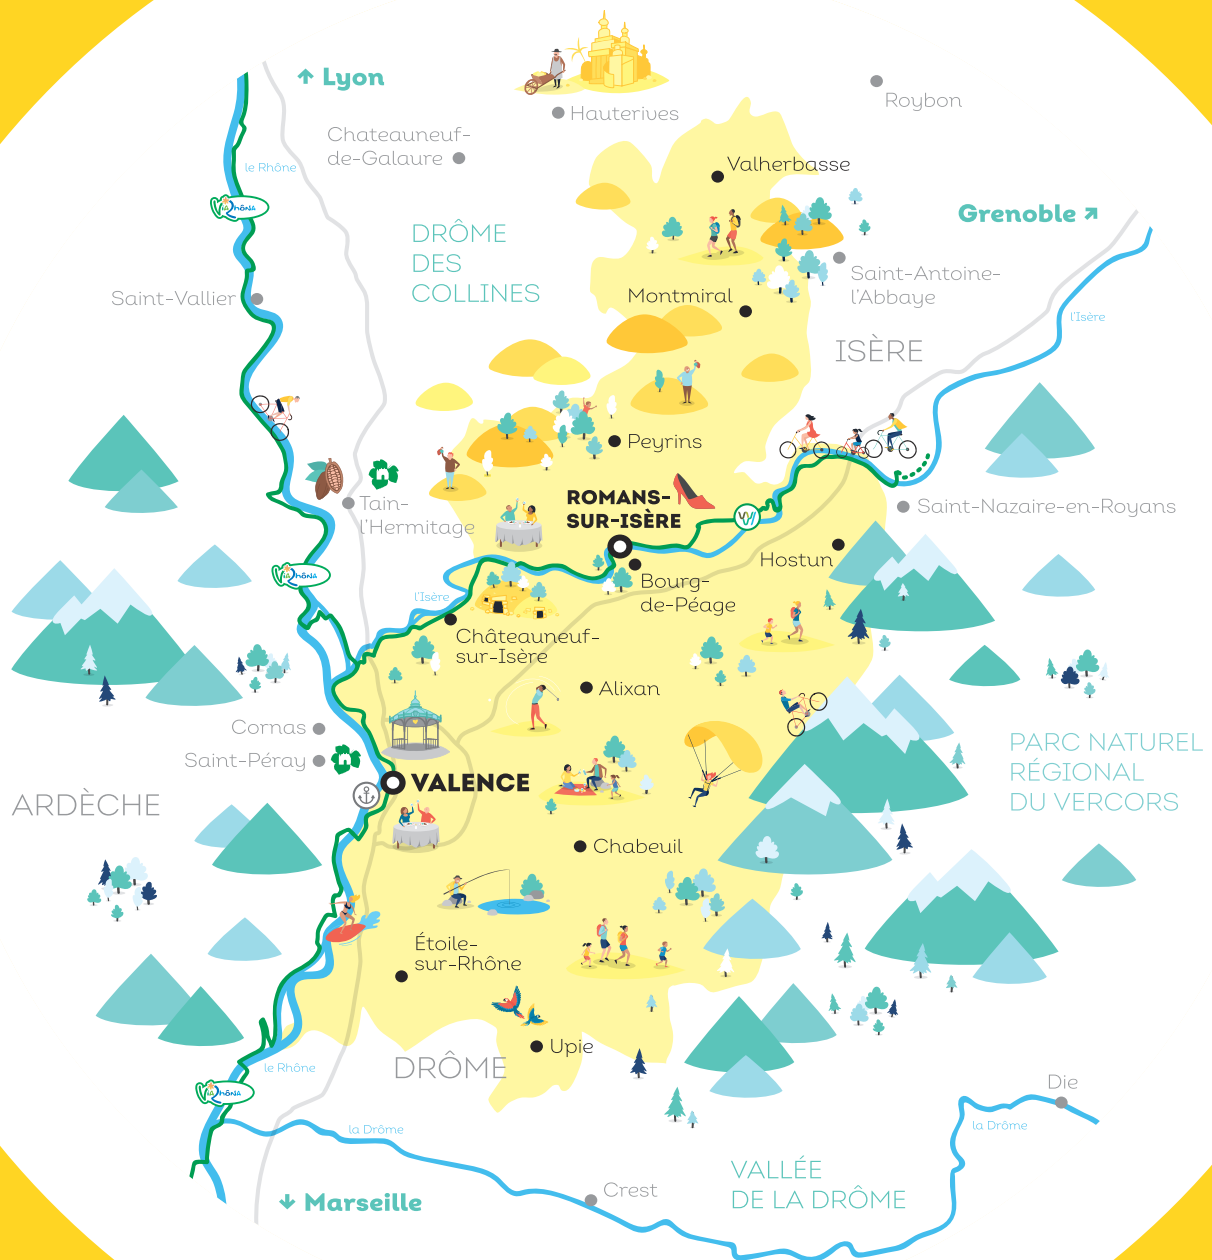 ↑ Lyon
Hauterives
Roybon
Chateauneuf-
de-Galaure
le Rhône
Valherbasse
ViaRhôna
Grenoble ↗
DRÔME
DES
COLLINES
Saint-Antoine-
l'Abbaye
Saint-Vallier
Montmiral
l'Isère
ISÈRE
Peyrins
Tain-
l'Hermitage
ROMANS-
SUR-ISÈRE
Saint-Nazaire-en-Royans
Hostun
ViaRhôna
Bourg-
de-Péage
l'Isère
Châteauneuf-
sur-Isère
Alixan
Cornas
Saint-Péray
PARC NATUREL
RÉGIONAL
DU VERCORS
VALENCE
ARDÈCHE
Chabeuil
Étoile-
sur-Rhône
Upie
DRÔME
le Rhône
ViaRhôna
Die
la Drôme
la Drôme
VALLÉE
DE LA DRÔME
Crest
↓ Marseille